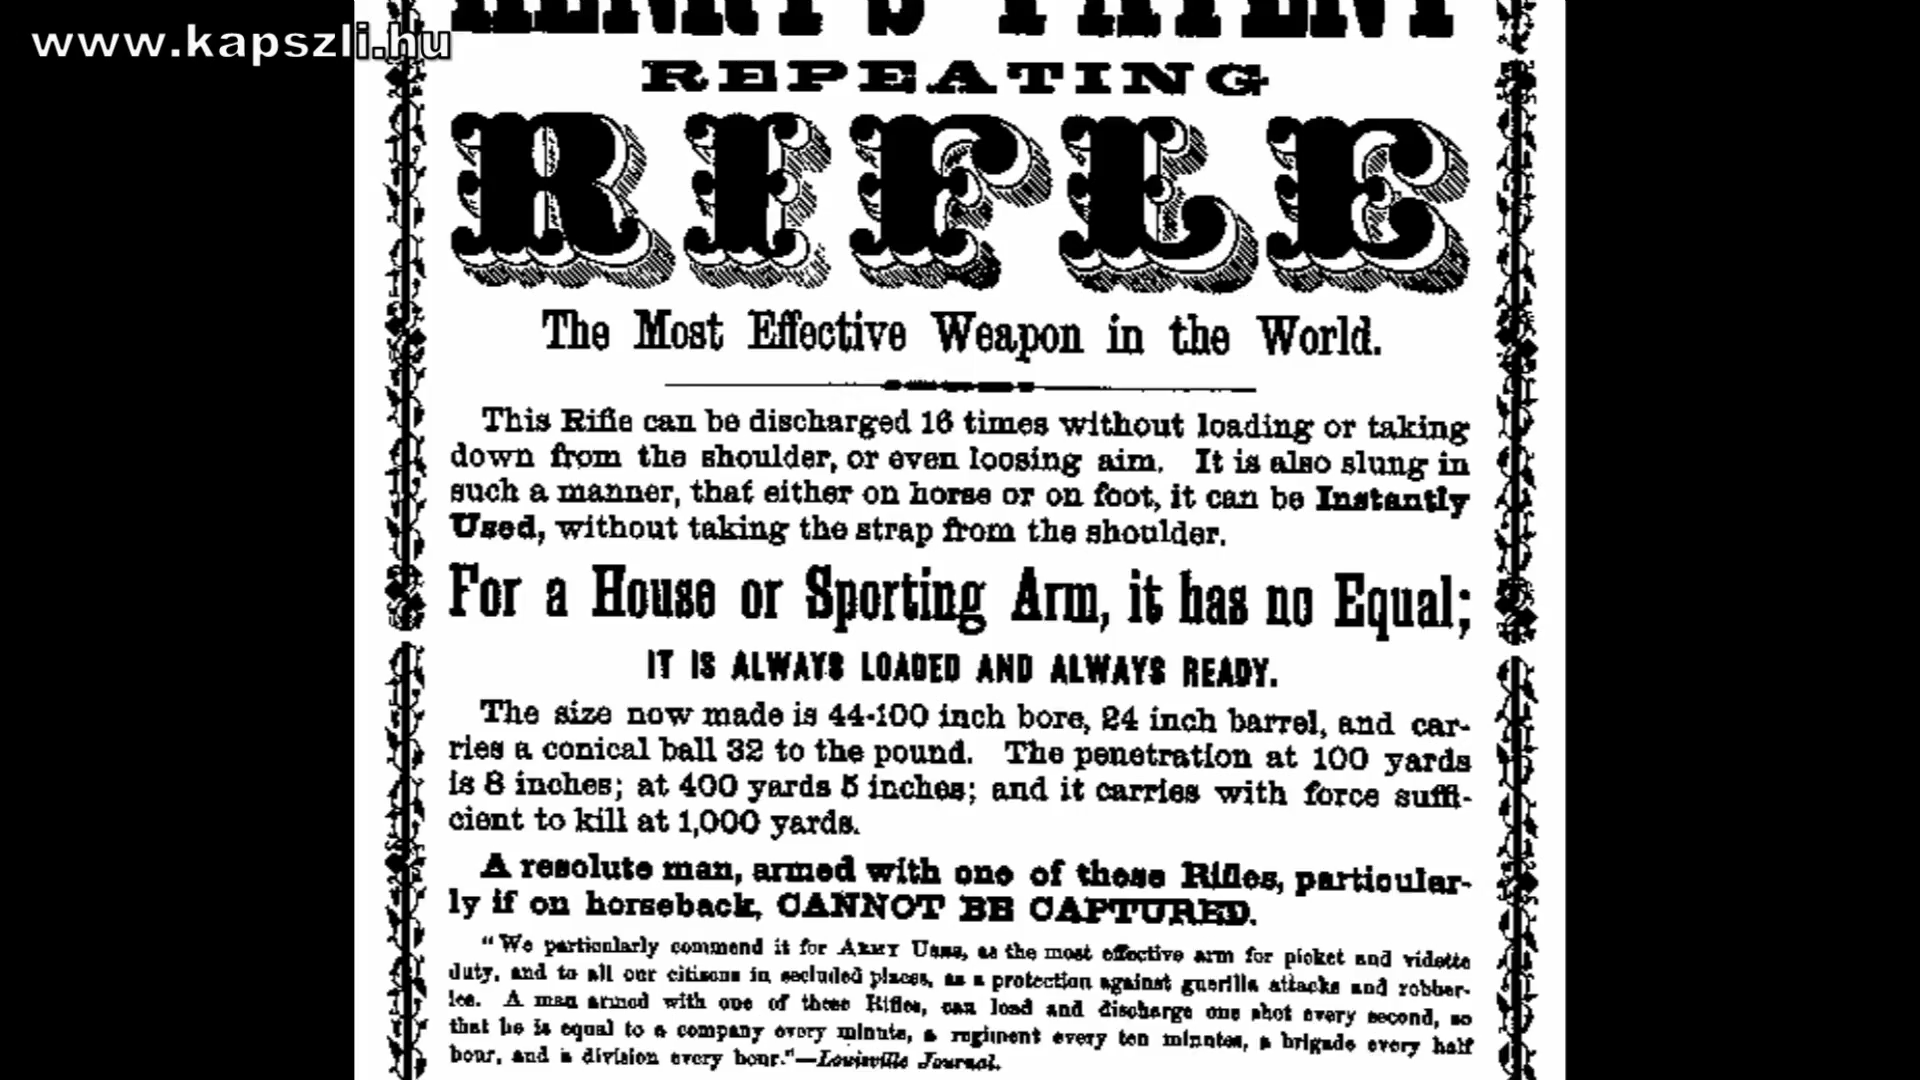 www.kapszli.hu
HENRY'S PATENT
REPEATING
RIFLE
The Most Effective Weapon in the World.
This Rifle can be discharged 16 times without loading or taking
down from the shoulder, or even loosing aim. It is also slung in
such a manner, that either on horse or on foot, it can be Instantly
Used, without taking the strap from the shoulder.
For a House or Sporting Arm, it has no Equal;
IT IS ALWAYS LOADED AND ALWAYS READY.
The size now made is 44-100 inch bore, 24 inch barrel, and car-
ries a conical ball 32 to the pound. The penetration at 100 yards
is 8 inches; at 400 yards 5 inches; and it carries with force suffi-
cient to kill at 1,000 yards.
A resolute man, armed with one of these Rifles, particular-
ly if on horseback, CANNOT BE CAPTURED.
"We particularly commend it for ARMY USES, as the most effective arm for picket and vidette
duty, and to all our citizens in secluded places, as a protection against guerilla attacks and robber-
ies. A man armed with one of these Rifles, can load and discharge one shot every second, so
that he is equal to a company every minute, a regiment every ten minutes, a brigade every half
hour, and a division every hour."—Louisville Journal.